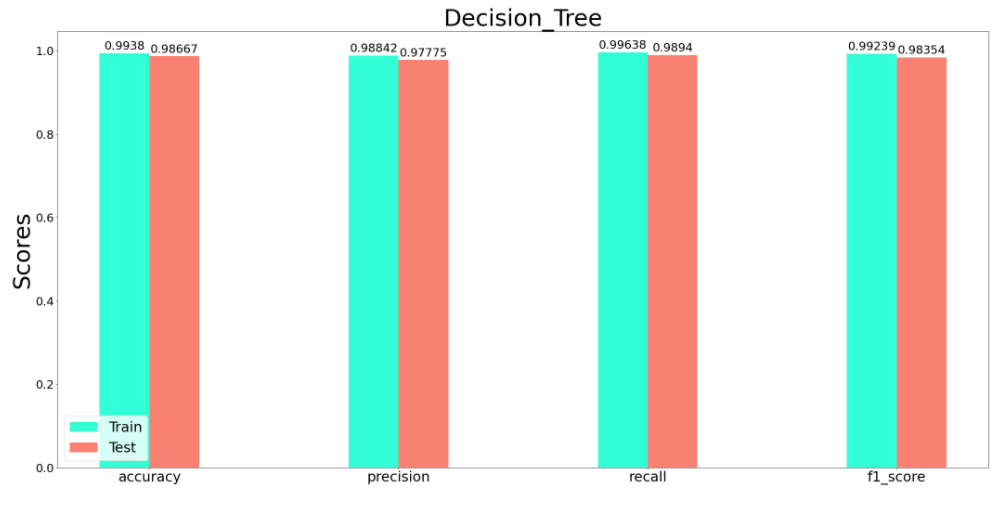 Decision_Tree
0.9938 0.98667 0.98842 0.97775 0.99638 0.9894 0.99239 0.98354
Scores
1.0
0.8
0.6
0.4
0.2
0.0
Train
Test
accuracy precision recall f1_score